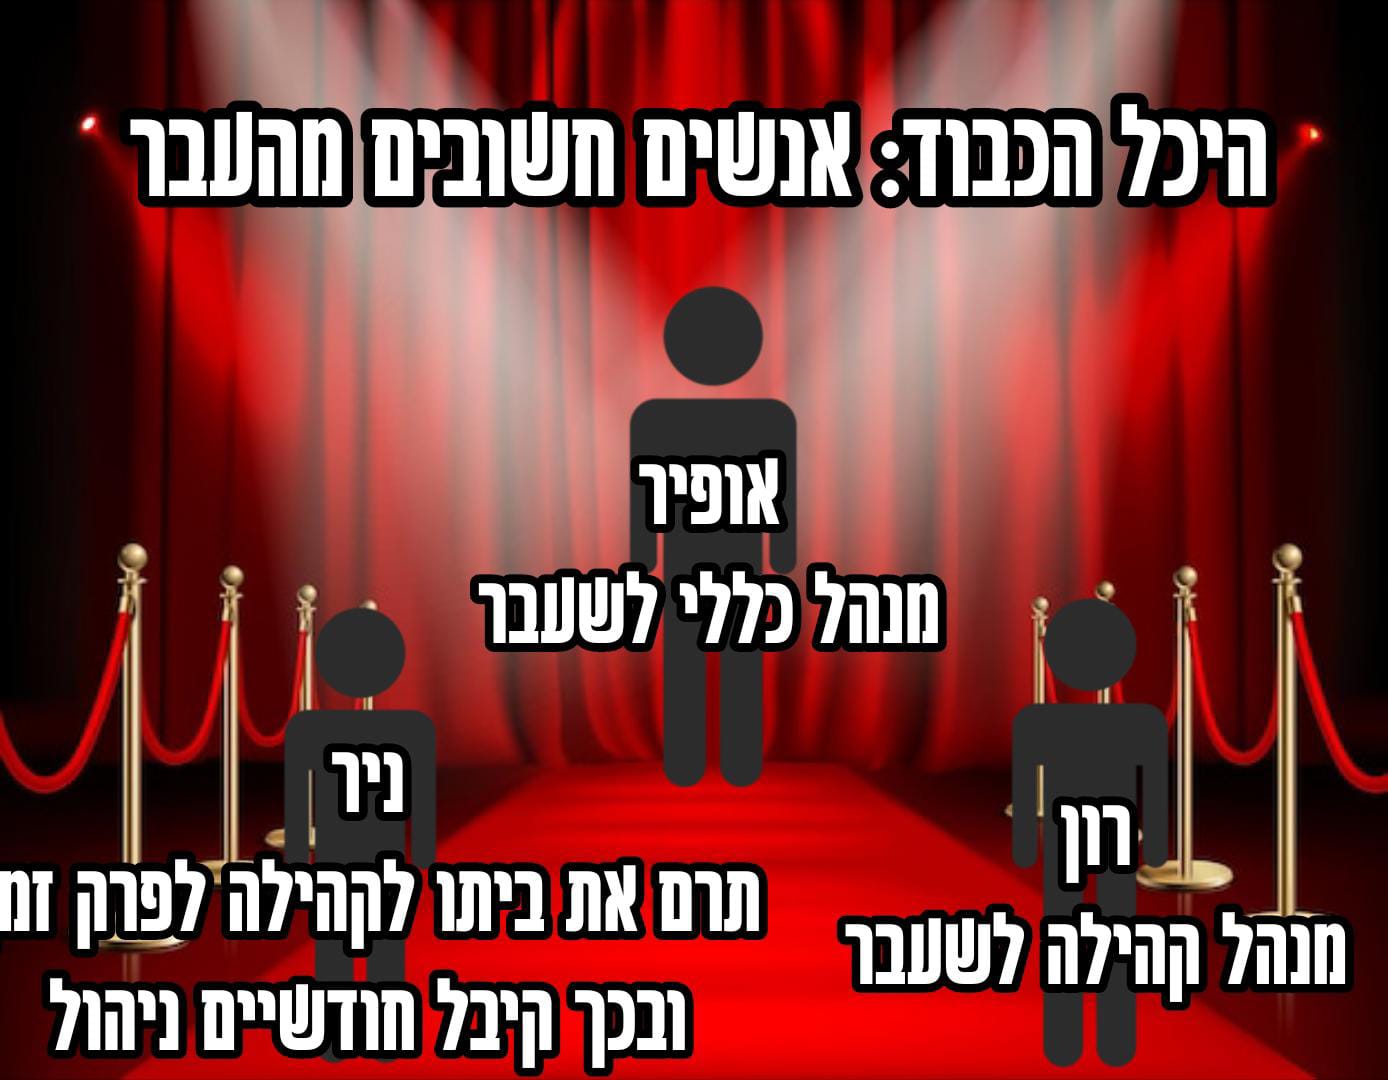 היכל הכבוד: אנשים חשובים מהעבר
אופיר
מנהל כללי לשעבר
ניר
תרם את ביתו לקהילה לפרק זמ
ובכך קיבל חודשיים ניהול
רון
מנהל קהילה לשעבר